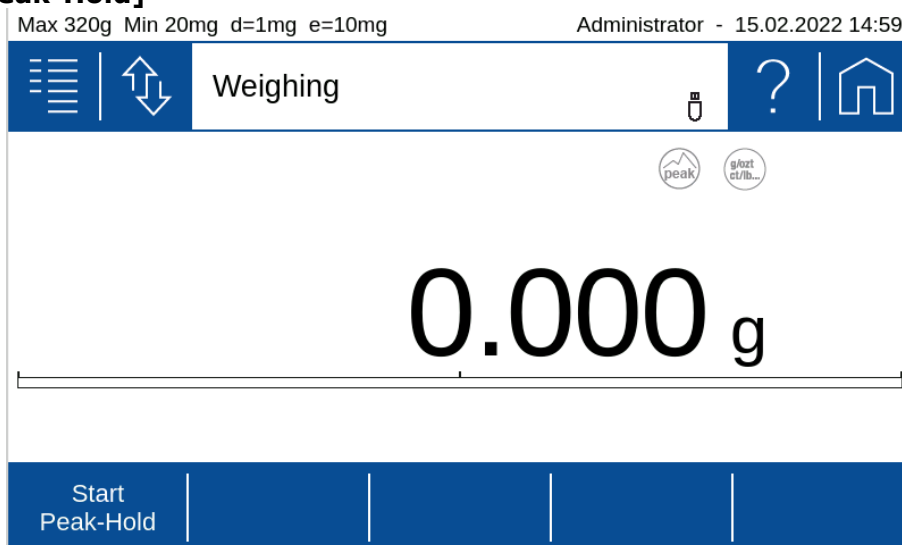 Max 320g Min 20mg d=1mg e=10mg Administrator - 15.02.2022 14:59
Weighing
?
peak
g/ozt
ct/lb...
0.000 g
Start
Peak-Hold